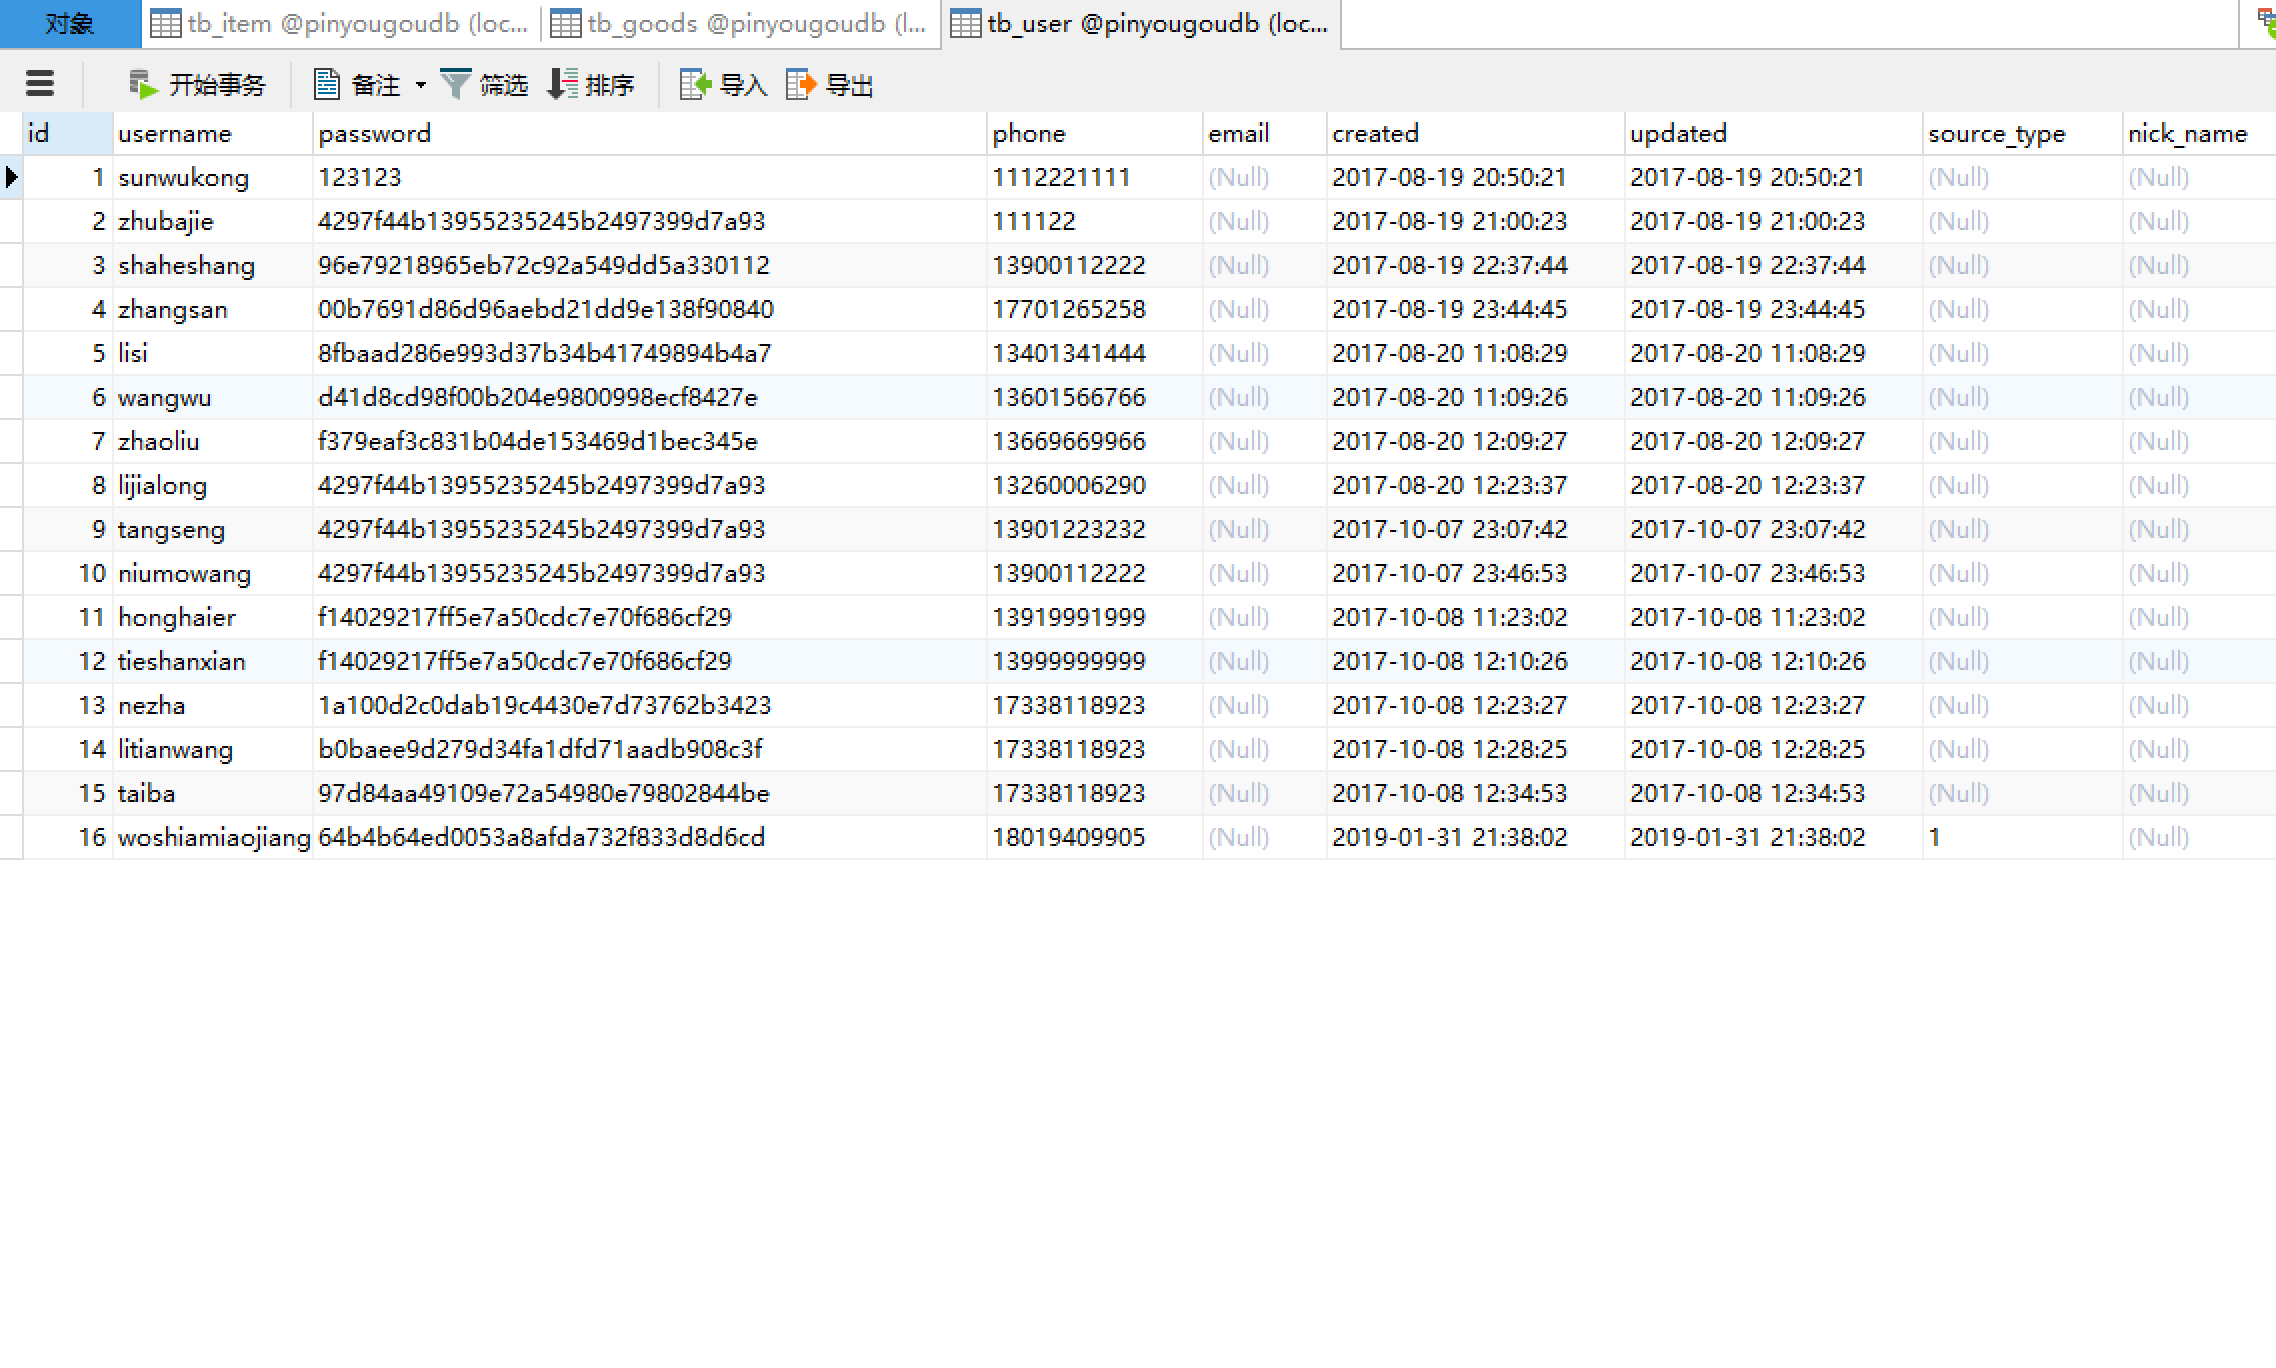 对象 tb_item @pinyougoudb (loc... tb_goods @pinyougoudb (l... tb_user @pinyougoudb (loc...
开始事务 备注 筛选 排序 导入 导出
id username password phone email created updated source_type nick_name
1 sunwukong 123123 1112221111 (Null) 2017-08-19 20:50:21 2017-08-19 20:50:21 (Null) (Null)
2 zhubajie 4297f44b13955235245b2497399d7a93 111122 (Null) 2017-08-19 21:00:23 2017-08-19 21:00:23 (Null) (Null)
3 shaheshang 96e79218965eb72c92a549dd5a330112 13900112222 (Null) 2017-08-19 22:37:44 2017-08-19 22:37:44 (Null) (Null)
4 zhangsan 00b7691d86d96aebd21dd9e138f90840 17701265258 (Null) 2017-08-19 23:44:45 2017-08-19 23:44:45 (Null) (Null)
5 lisi 8fbaad286e993d37b34b41749894b4a7 13401341444 (Null) 2017-08-20 11:08:29 2017-08-20 11:08:29 (Null) (Null)
6 wangwu d41d8cd98f00b204e9800998ecf8427e 13601566766 (Null) 2017-08-20 11:09:26 2017-08-20 11:09:26 (Null) (Null)
7 zhaoliu f379eaf3c831b04de153469d1bec345e 13669669966 (Null) 2017-08-20 12:09:27 2017-08-20 12:09:27 (Null) (Null)
8 lijialong 4297f44b13955235245b2497399d7a93 13260006290 (Null) 2017-08-20 12:23:37 2017-08-20 12:23:37 (Null) (Null)
9 tangseng 4297f44b13955235245b2497399d7a93 13901223232 (Null) 2017-10-07 23:07:42 2017-10-07 23:07:42 (Null) (Null)
10 niumowang 4297f44b13955235245b2497399d7a93 13900112222 (Null) 2017-10-07 23:46:53 2017-10-07 23:46:53 (Null) (Null)
11 honghaier f14029217ff5e7a50cdc7e70f686cf29 13919991999 (Null) 2017-10-08 11:23:02 2017-10-08 11:23:02 (Null) (Null)
12 tieshanxian f14029217ff5e7a50cdc7e70f686cf29 13999999999 (Null) 2017-10-08 12:10:26 2017-10-08 12:10:26 (Null) (Null)
13 nezha 1a100d2c0dab19c4430e7d73762b3423 17338118923 (Null) 2017-10-08 12:23:27 2017-10-08 12:23:27 (Null) (Null)
14 litianwang b0baee9d279d34fa1dfd71aadb908c3f 17338118923 (Null) 2017-10-08 12:28:25 2017-10-08 12:28:25 (Null) (Null)
15 taiba 97d84aa49109e72a54980e79802844be 17338118923 (Null) 2017-10-08 12:34:53 2017-10-08 12:34:53 (Null) (Null)
16 woshiamiaojiang 64b4b64ed0053a8afda732f833d8d6cd 18019409905 (Null) 2019-01-31 21:38:02 2019-01-31 21:38:02 1 (Null)